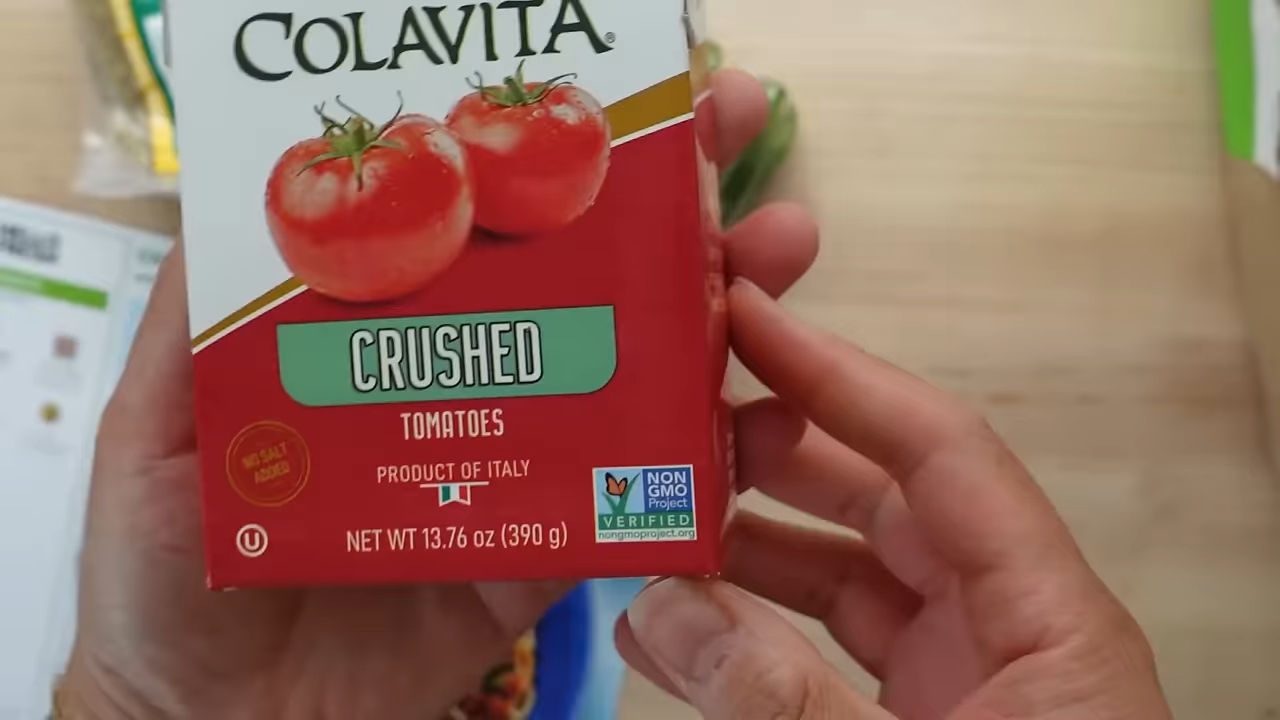 COLAVITA®
CRUSHED
TOMATOES
PRODUCT OF ITALY
NO SALT
ADDED
NET WT 13.76 oz (390 g)
U
NON
GMO
Project
VERIFIED
nongmoproject.org